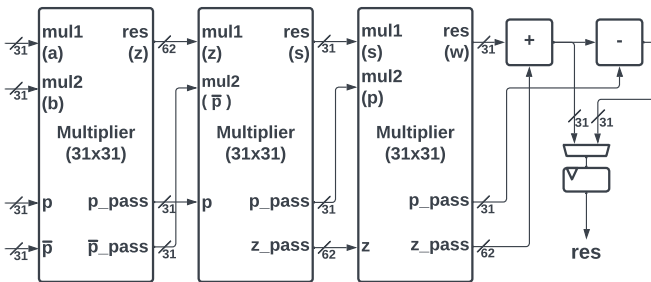 mul1
(a)
res
(z)
31
62
mul2
(b)
31
Multiplier
(31x31)
p
p_pass
31
31
p̅
p̅_pass
31
31
mul1
(z)
res
(s)
31
mul2
( p̅ )
Multiplier
(31x31)
p
p_pass
31
z_pass
62
mul1
(s)
res
(w)
31
mul2
(p)
Multiplier
(31x31)
p_pass
31
z
z_pass
62
+
-
31
31
res